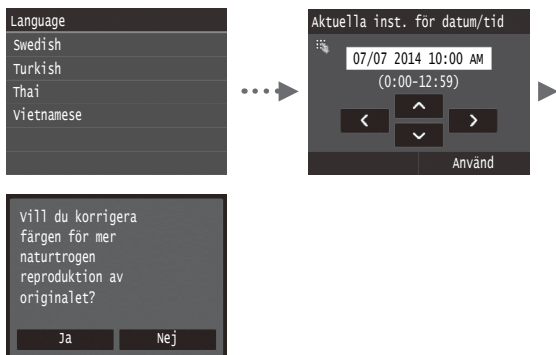 Language
Swedish
Turkish
Thai
Vietnamese
Aktuella inst. för datum/tid
07/07 2014 10:00 AM
(0:00-12:59)
Använd
Vill du korrigera
färgen för mer
naturtrogen
reproduktion av
originalet?
Ja Nej